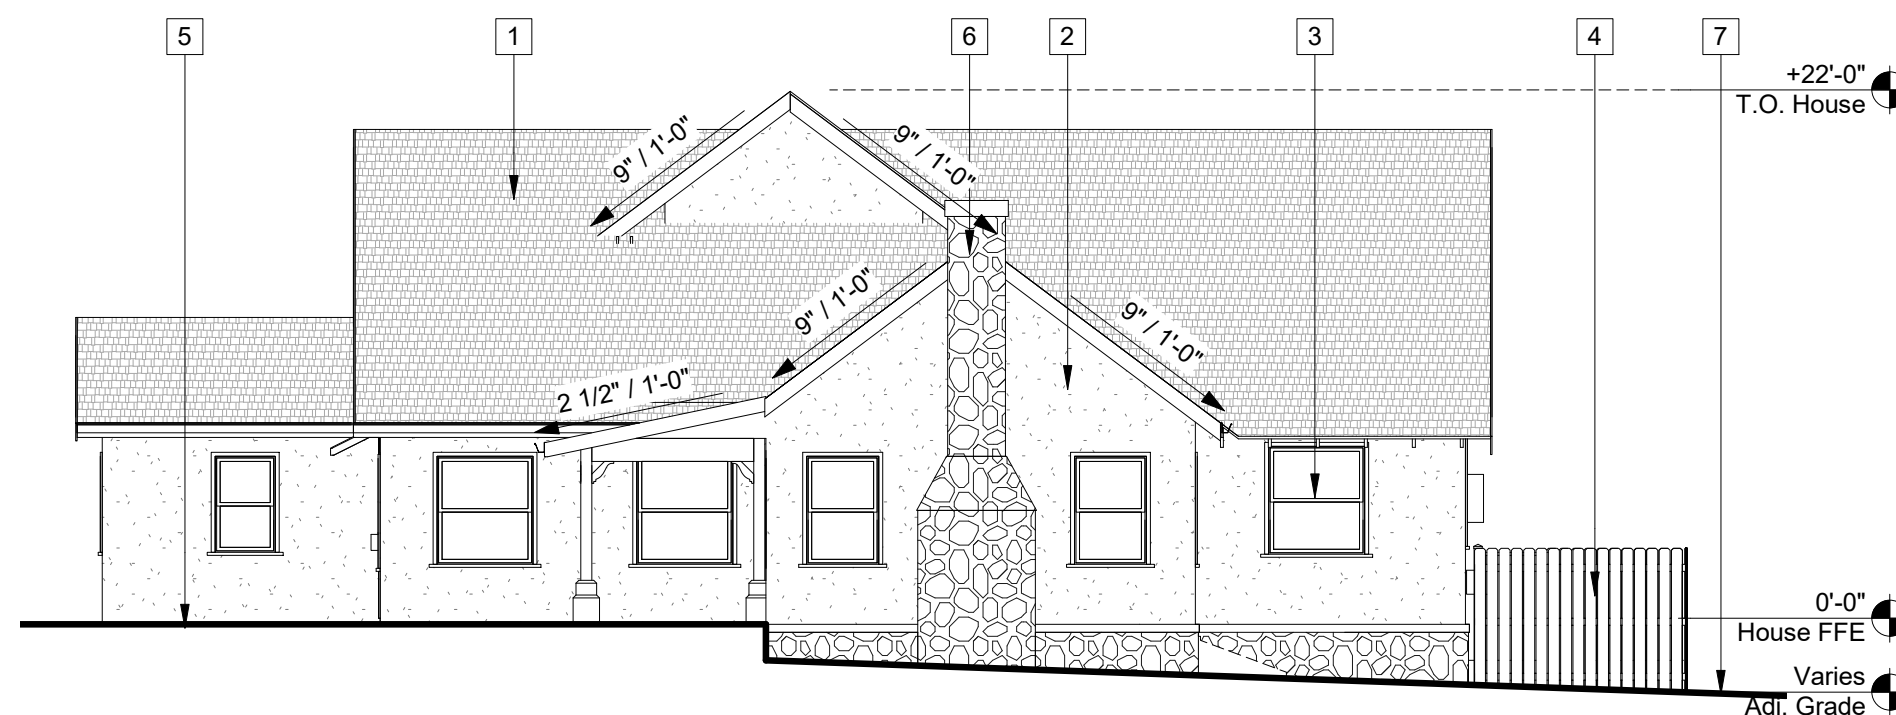 5
1
6
2
3
4
7
+22'-0"
T.O. House
9" / 1'-0"
9" / 1'-0"
9" / 1'-0"
9" / 1'-0"
2 1/2" / 1'-0"
0'-0"
House FFE
Varies
Adj. Grade